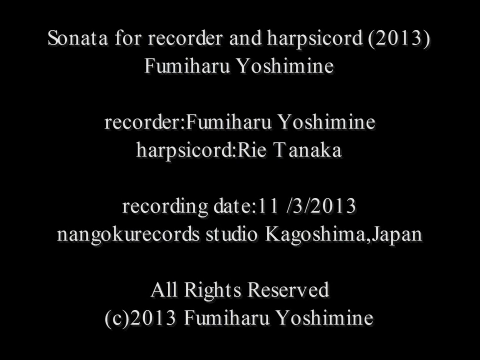 Sonata for recorder and harpsicord (2013)
Fumiharu Yoshimine
recorder:Fumiharu Yoshimine
harpsicord:Rie Tanaka
recording date:11 /3/2013
nangokurecords studio Kagoshima,Japan
All Rights Reserved
(c)2013 Fumiharu Yoshimine